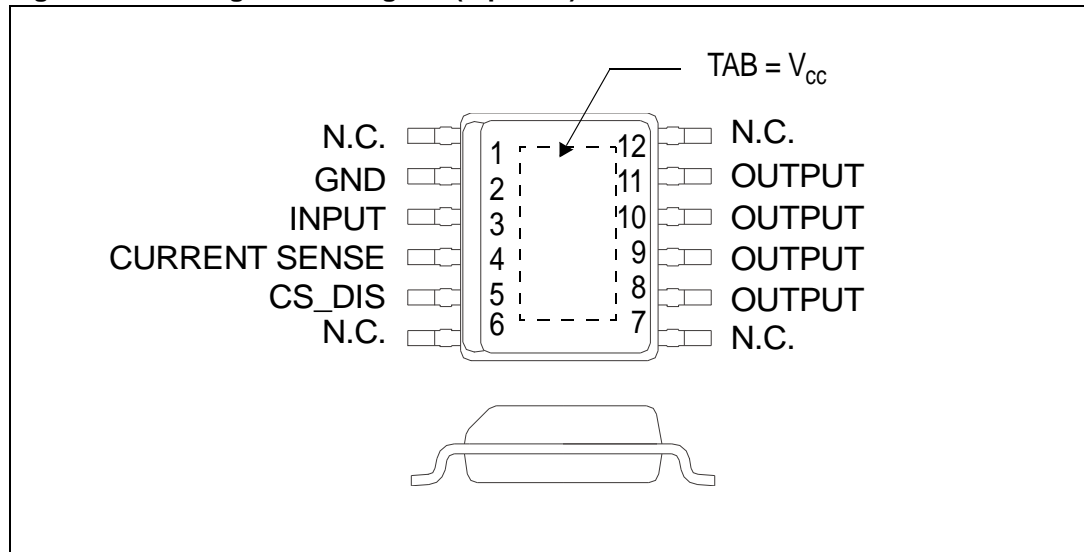 TAB = Vcc
N.C. 1 12 N.C.
GND 2 11 OUTPUT
INPUT 3 10 OUTPUT
CURRENT SENSE 4 9 OUTPUT
CS_DIS 5 8 OUTPUT
N.C. 6 7 N.C.